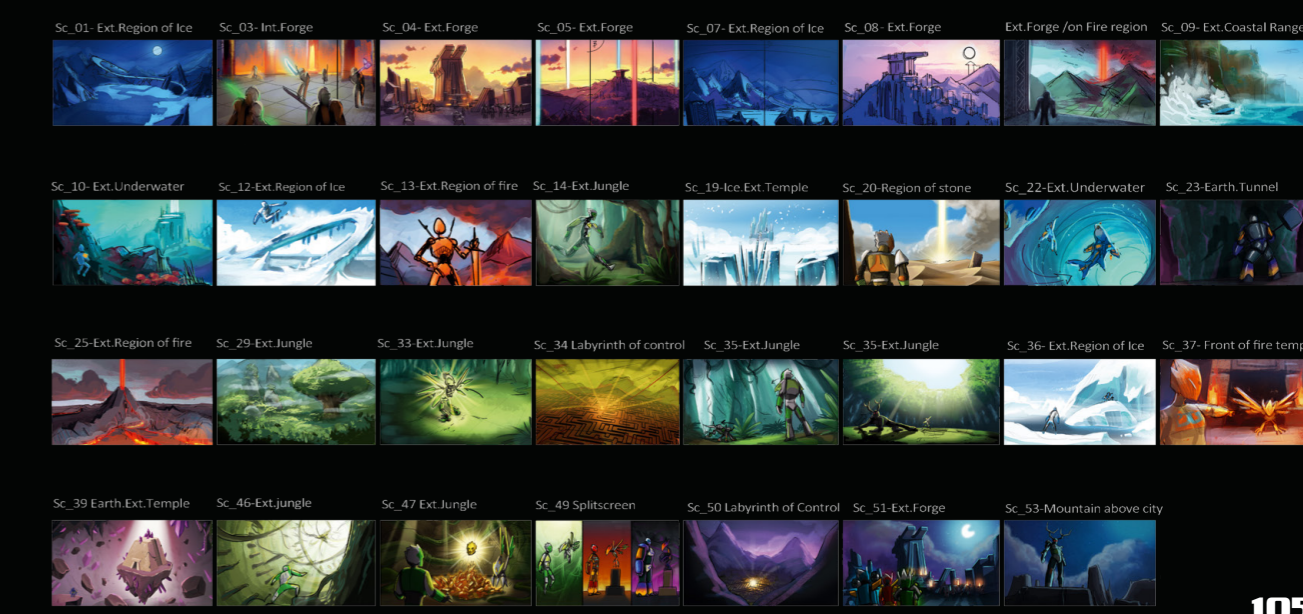 Sc_01- Ext.Region of Ice
Sc_03- Int.Forge
Sc_04- Ext.Forge
Sc_05- Ext.Forge
Sc_07- Ext.Region of Ice
Sc_08- Ext.Forge
Ext.Forge /on Fire region
Sc_09- Ext.Coastal Range
Sc_10- Ext.Underwater
Sc_12-Ext.Region of Ice
Sc_13-Ext.Region of fire
Sc_14-Ext.Jungle
Sc_19-Ice.Ext.Temple
Sc_20-Region of stone
Sc_22-Ext.Underwater
Sc_23-Earth.Tunnel
Sc_25-Ext.Region of fire
Sc_29-Ext.Jungle
Sc_33-Ext.Jungle
Sc_34 Labyrinth of control
Sc_35-Ext.Jungle
Sc_35-Ext.Jungle
Sc_36- Ext.Region of Ice
Sc_37- Front of fire temp
Sc_39 Earth.Ext.Temple
Sc_46-Ext.jungle
Sc_47 Ext.Jungle
Sc_49 Splitscreen
Sc_50 Labyrinth of Control
Sc_51-Ext.Forge
Sc_53-Mountain above city